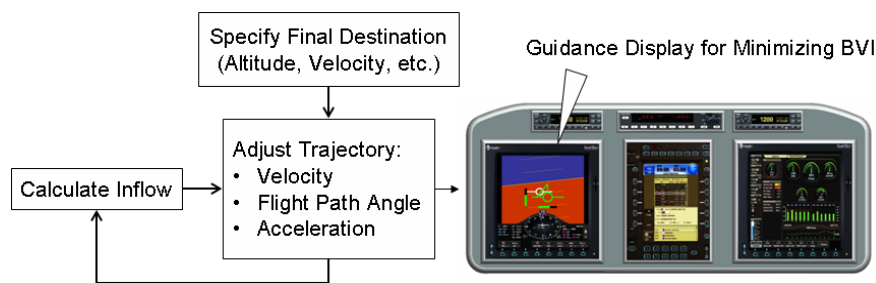 Specify Final Destination
(Altitude, Velocity, etc.)
Guidance Display for Minimizing BVI
Adjust Trajectory:
• Velocity
• Flight Path Angle
• Acceleration
Calculate Inflow
1200